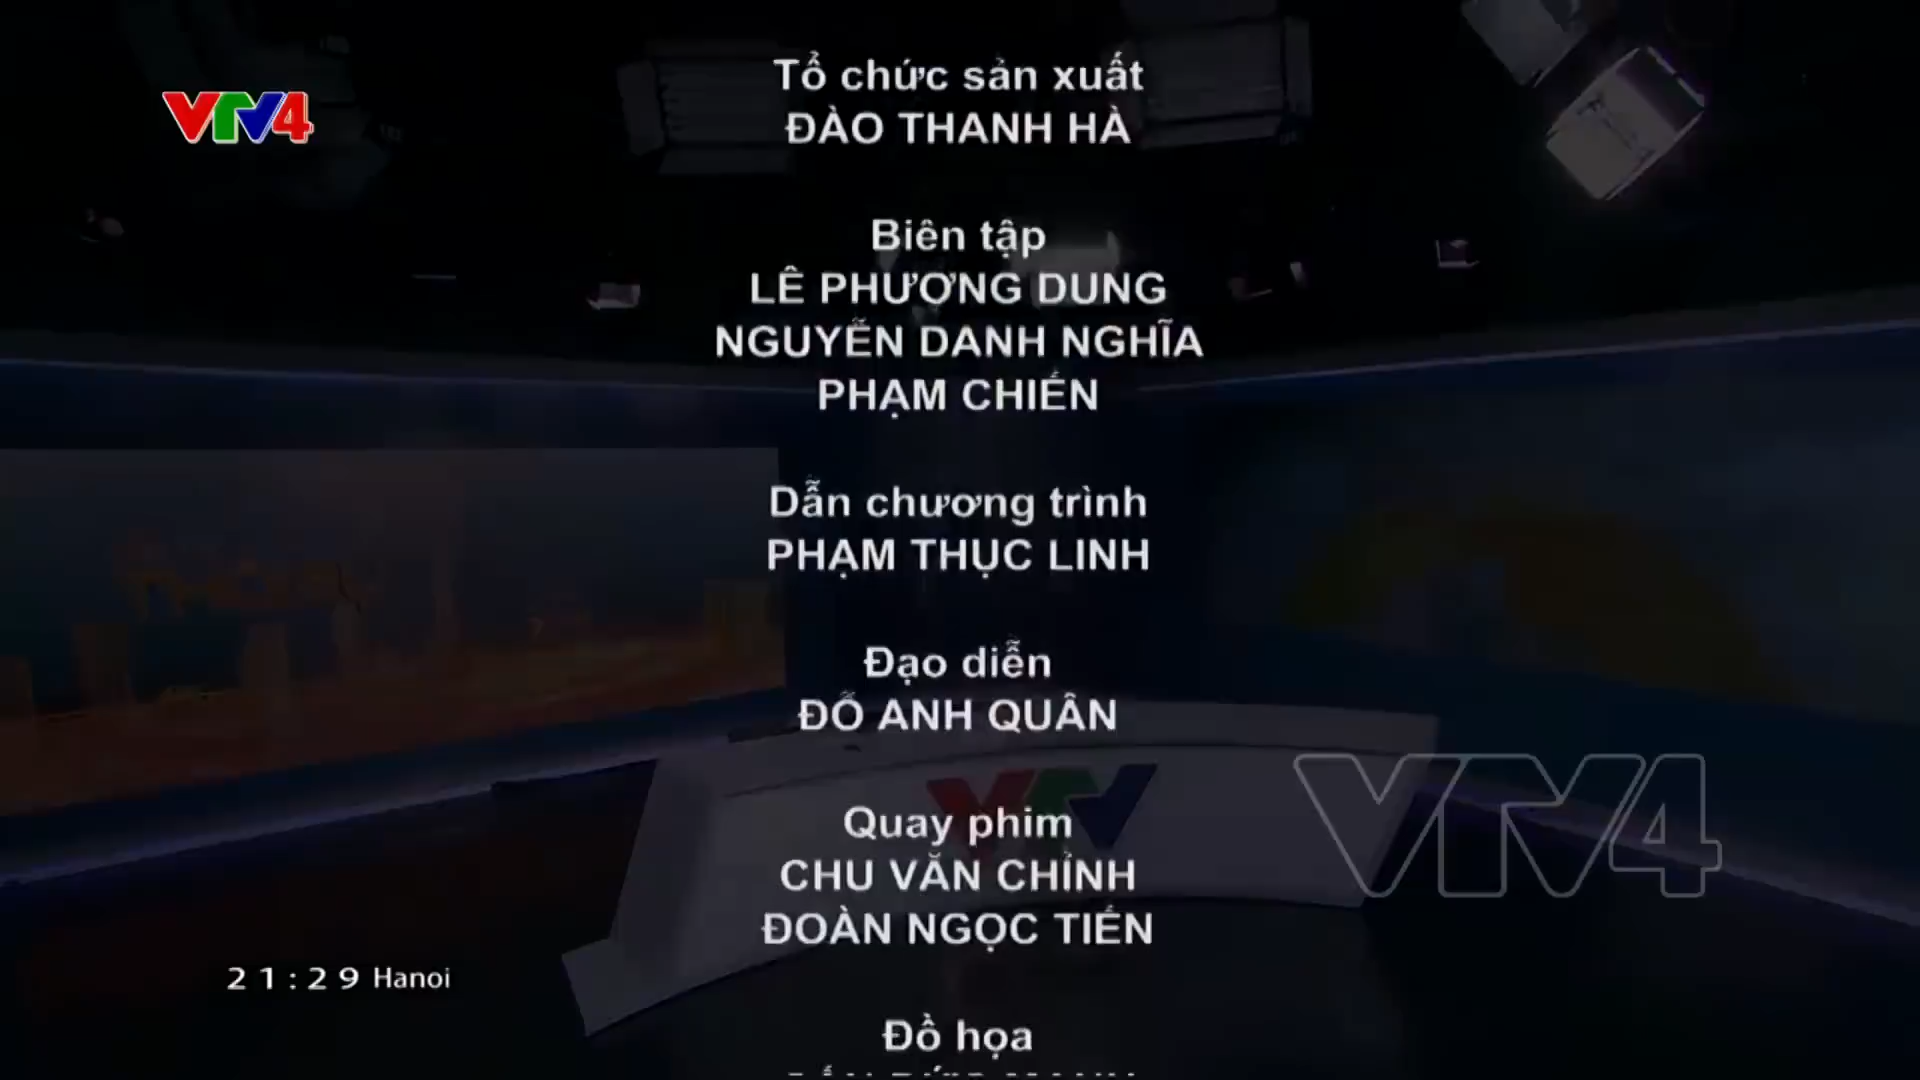 VTV4
Tổ chức sản xuất
ĐÀO THANH HÀ
Biên tập
LÊ PHƯƠNG DUNG
NGUYỄN DANH NGHĨA
PHẠM CHIẾN
Dẫn chương trình
PHẠM THỤC LINH
Đạo diễn
ĐỖ ANH QUÂN
Quay phim
VTV
VTV4
CHU VĂN CHỈNH
ĐOÀN NGỌC TIẾN
21:29 Hanoi
Đồ họa